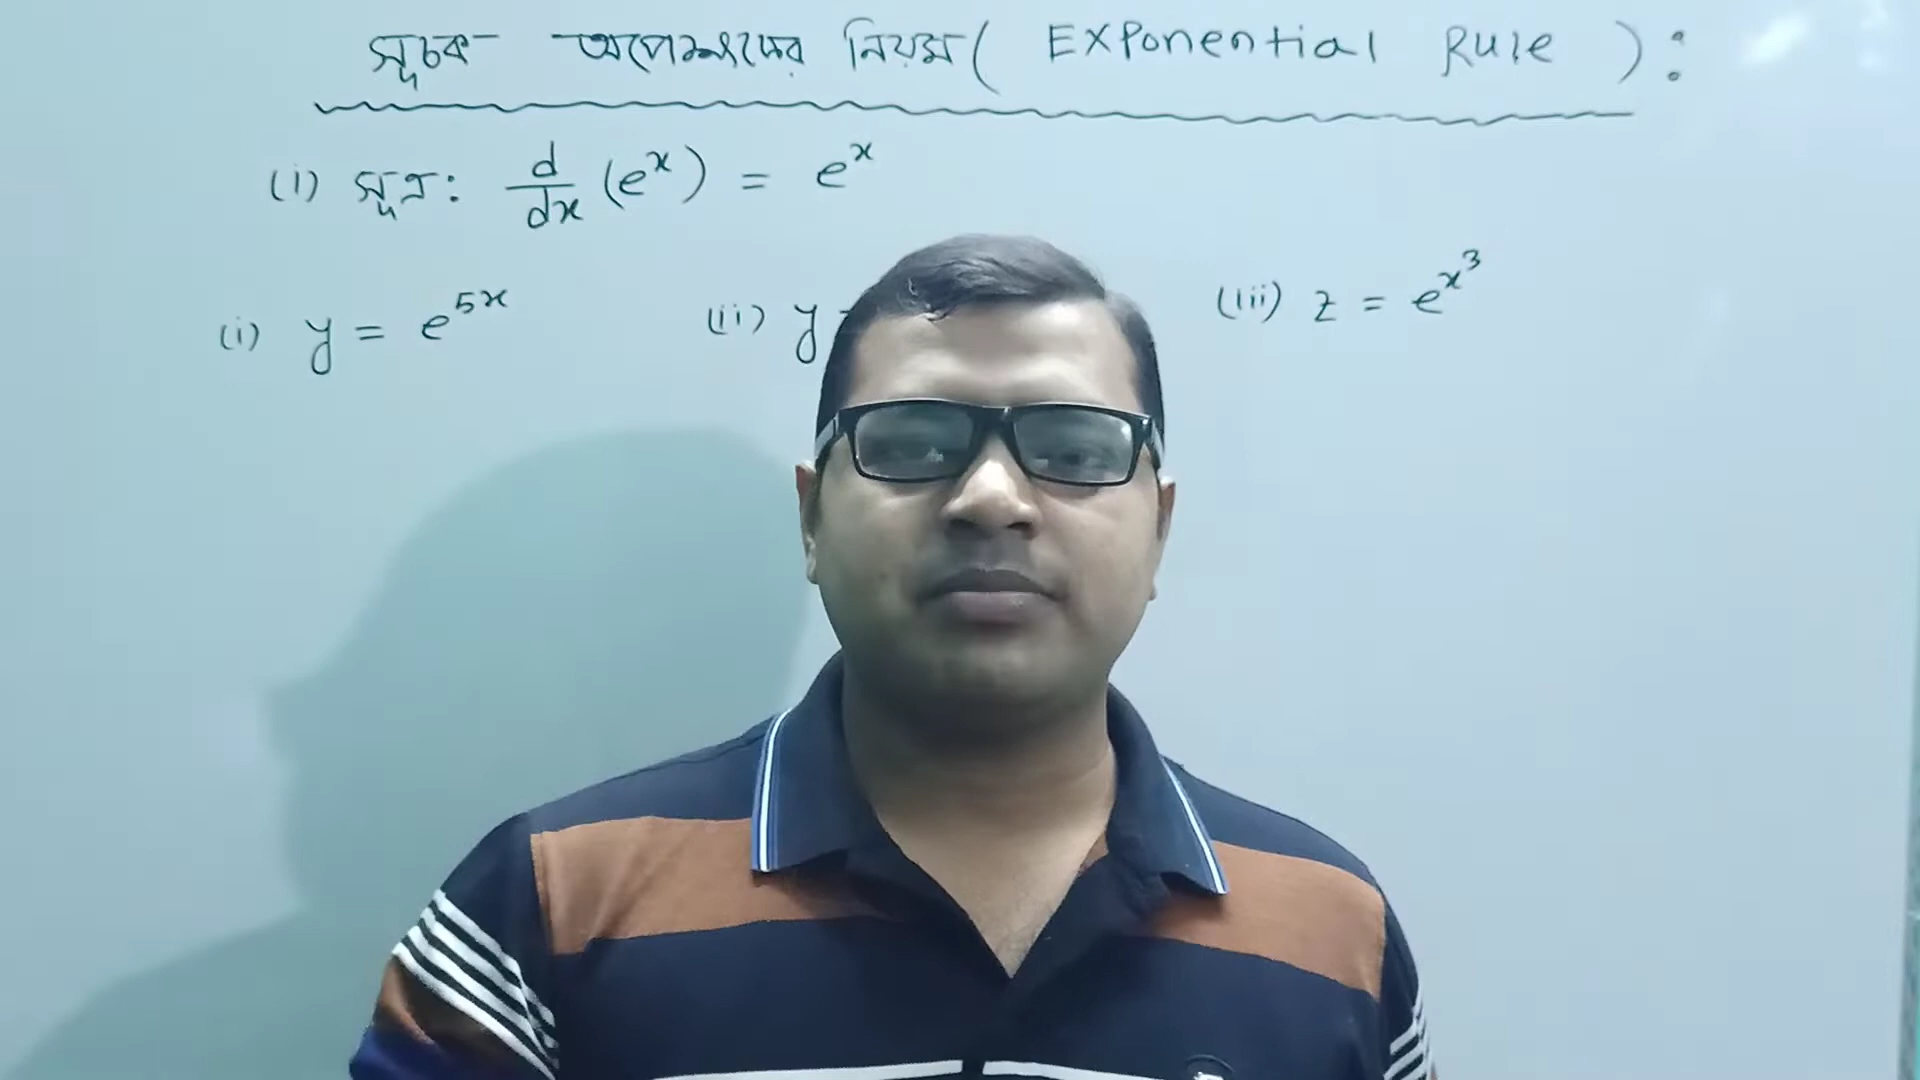 সূচক অপেক্ষকের নিয়ম ( Exponential Rule ) :
(i) সূত্র: d/dx (e^x) = e^x
(i) y = e^5x (ii) y (iii) z = e^x^3